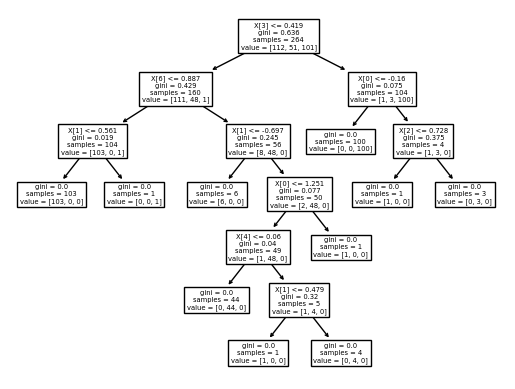 X[3] <= 0.419
gini = 0.636
samples = 264
value = [112, 51, 101]
X[6] <= 0.887
gini = 0.429
samples = 160
value = [111, 48, 1]
X[0] <= -0.16
gini = 0.075
samples = 104
value = [1, 3, 100]
X[1] <= 0.561
gini = 0.019
samples = 104
value = [103, 0, 1]
X[1] <= -0.697
gini = 0.245
samples = 56
value = [8, 48, 0]
gini = 0.0
samples = 100
value = [0, 0, 100]
X[2] <= 0.728
gini = 0.375
samples = 4
value = [1, 3, 0]
gini = 0.0
samples = 103
value = [103, 0, 0]
gini = 0.0
samples = 1
value = [0, 0, 1]
gini = 0.0
samples = 6
value = [6, 0, 0]
X[0] <= 1.251
gini = 0.077
samples = 50
value = [2, 48, 0]
gini = 0.0
samples = 1
value = [1, 0, 0]
gini = 0.0
samples = 3
value = [0, 3, 0]
X[4] <= 0.06
gini = 0.04
samples = 49
value = [1, 48, 0]
gini = 0.0
samples = 1
value = [1, 0, 0]
gini = 0.0
samples = 44
value = [0, 44, 0]
X[1] <= 0.479
gini = 0.32
samples = 5
value = [1, 4, 0]
gini = 0.0
samples = 1
value = [1, 0, 0]
gini = 0.0
samples = 4
value = [0, 4, 0]